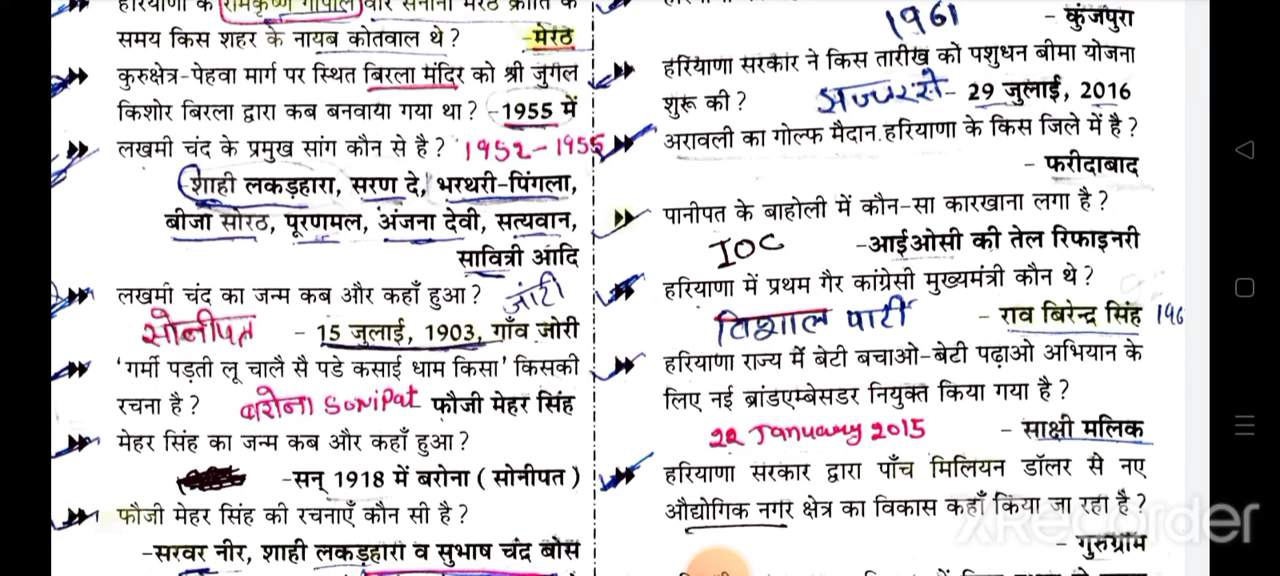 हरियाणा के रामकृष्ण गोपाल वीर सेनानी मेरठ क्रांति के
समय किस शहर के नायब कोतवाल थे? -मेरठ
कुरुक्षेत्र-पेहवा मार्ग पर स्थित बिरला मंदिर को श्री जुगल
किशोर बिरला द्वारा कब बनवाया गया था? -1955 में
लखमी चंद के प्रमुख सांग कौन से है? 1952-1955
-शाही लकड़हारा, सरण दे, भरथरी-पिंगला,
बीजा सोरठ, पूरणमल, अंजना देवी, सत्यवान,
सावित्री आदि
लखमी चंद का जन्म कब और कहाँ हुआ? जांटी
सोनीपत - 15 जुलाई, 1903, गाँव जोरी
'गर्मी पड़ती लू चालै सै पडे कसाई धाम किसा' किसकी
रचना है? बरोना Sonipat फौजी मेहर सिंह
मेहर सिंह का जन्म कब और कहाँ हुआ?
-सन् 1918 में बरोना (सोनीपत)
फौजी मेहर सिंह की रचनाएँ कौन सी है?
-सरवर नीर, शाही लकड़हारा व सुभाष चंद्र बोस
1961 - कुंजपुरा
हरियाणा सरकार ने किस तारीख को पशुधन बीमा योजना
शुरू की? झज्जर से - 29 जुलाई, 2016
अरावली का गोल्फ मैदान हरियाणा के किस जिले में है?
- फरीदाबाद
पानीपत के बाहोली में कौन-सा कारखाना लगा है?
IOC -आईओसी की तेल रिफाइनरी
हरियाणा में प्रथम गैर कांग्रेसी मुख्यमंत्री कौन थे?
विशाल पार्टी - राव बिरेन्द्र सिंह 196
हरियाणा राज्य में बेटी बचाओ-बेटी पढ़ाओ अभियान के
लिए नई ब्रांडएम्बेसडर नियुक्त किया गया है?
22 January 2015 - साक्षी मलिक
हरियाणा सरकार द्वारा पाँच मिलियन डॉलर से नए
औद्योगिक नगर क्षेत्र का विकास कहाँ किया जा रहा है?
- गुरुग्राम
XRecorder